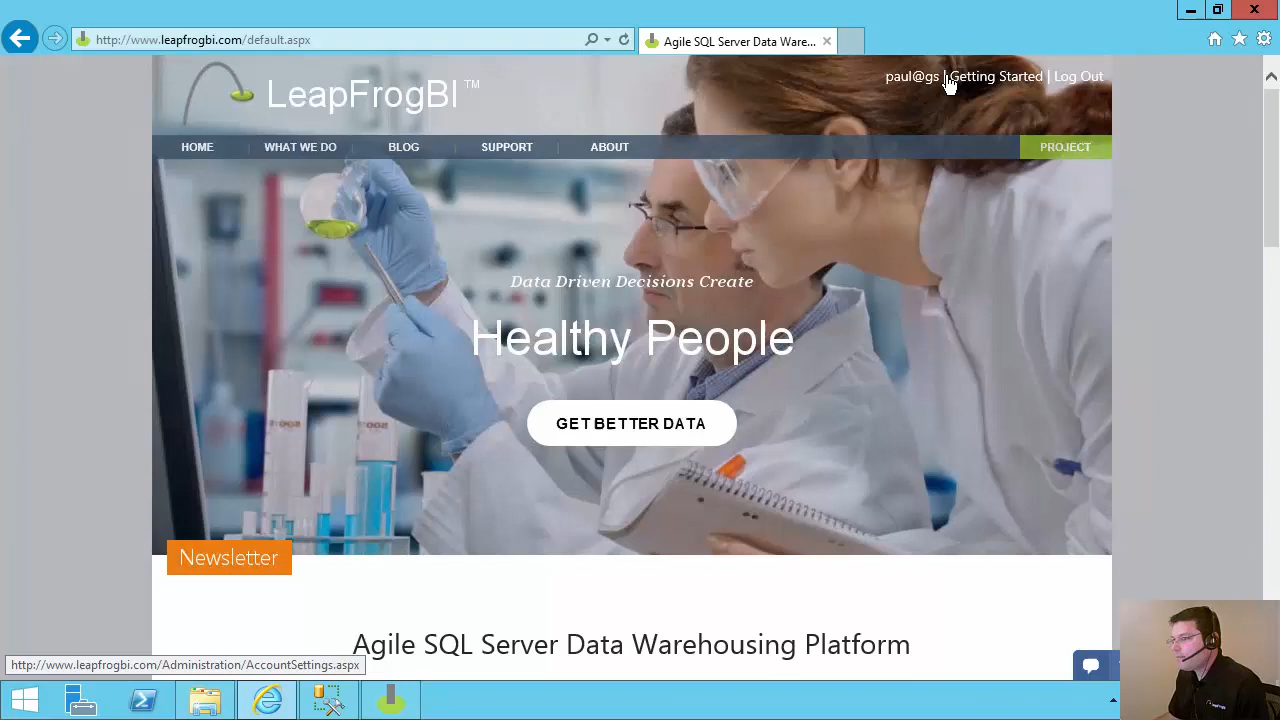 http://www.leapfrogbi.com/default.aspx
Agile SQL Server Data Ware...
LeapFrogBI™
paul@gs | Getting Started | Log Out
HOME
WHAT WE DO
BLOG
SUPPORT
ABOUT
PROJECT
Data Driven Decisions Create
Healthy People
GET BETTER DATA
Newsletter
Agile SQL Server Data Warehousing Platform
http://www.leapfrogbi.com/Administration/AccountSettings.aspx